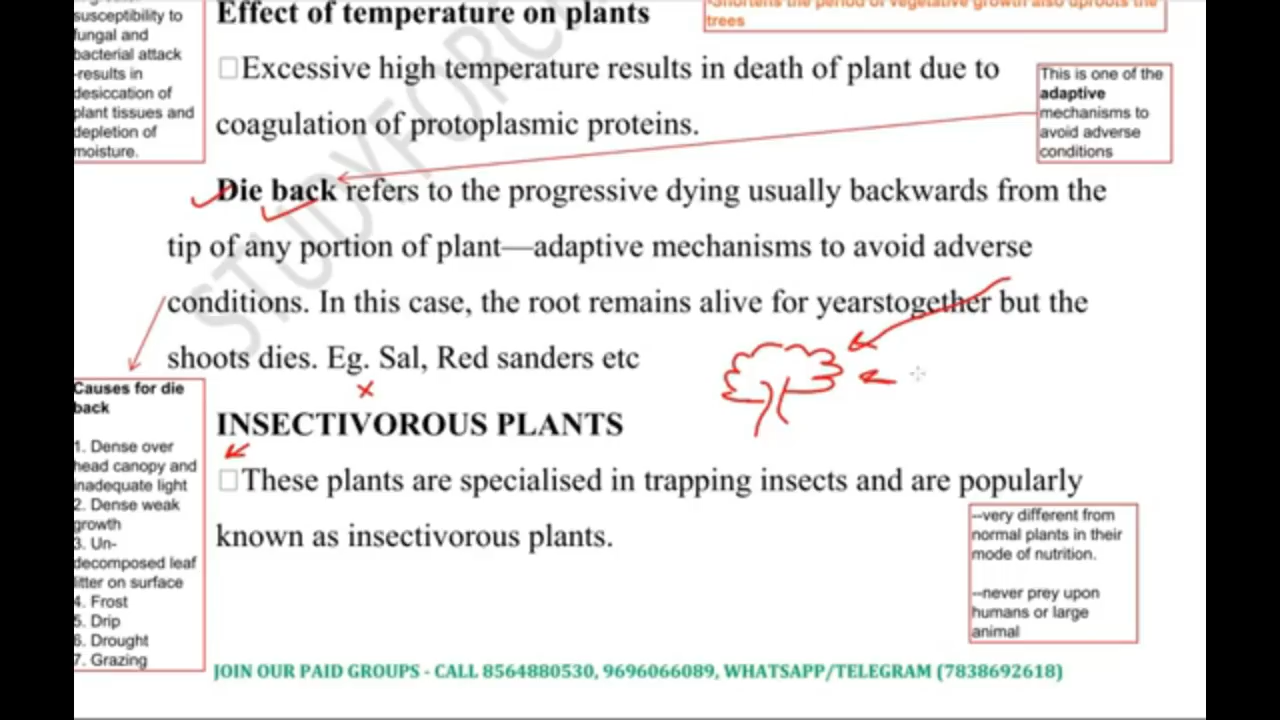 susceptibility to
fungal and
bacterial attack
-results in
desiccation of
plant tissues and
depletion of
moisture.
Effect of temperature on plants
-Shortens the period of vegetative growth also uproots the
trees
Excessive high temperature results in death of plant due to
coagulation of protoplasmic proteins.
This is one of the
adaptive
mechanisms to
avoid adverse
conditions
Die back refers to the progressive dying usually backwards from the
tip of any portion of plant—adaptive mechanisms to avoid adverse
conditions. In this case, the root remains alive for yearstogether but the
shoots dies. Eg. Sal, Red sanders etc
Causes for die
back
1. Dense over
head canopy and
inadequate light
2. Dense weak
growth
3. Un-
decomposed leaf
litter on surface
4. Frost
5. Drip
6. Drought
7. Grazing
INSECTIVOROUS PLANTS
These plants are specialised in trapping insects and are popularly
known as insectivorous plants.
--very different from
normal plants in their
mode of nutrition.
--never prey upon
humans or large
animal
JOIN OUR PAID GROUPS - CALL 8564880530, 9696066089, WHATSAPP/TELEGRAM (7838692618)